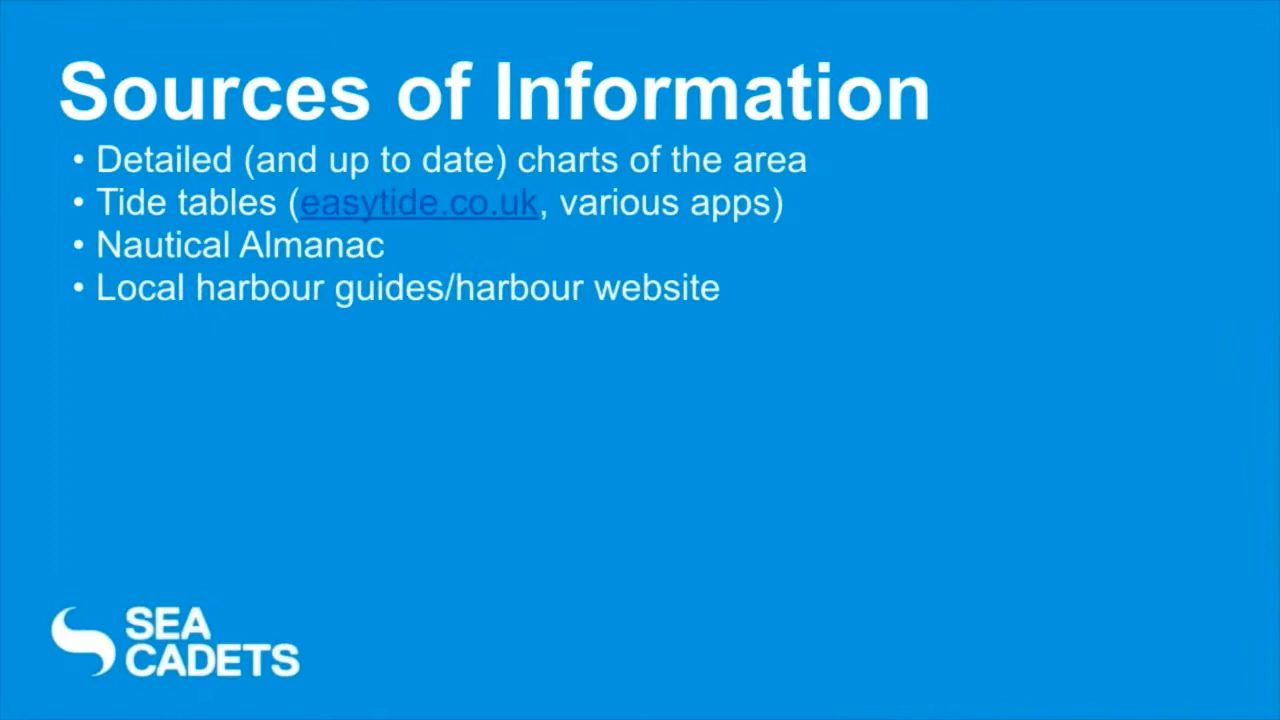 Sources of Information
• Detailed (and up to date) charts of the area
• Tide tables (easytide.co.uk, various apps)
• Nautical Almanac
• Local harbour guides/harbour website
SEA
CADETS